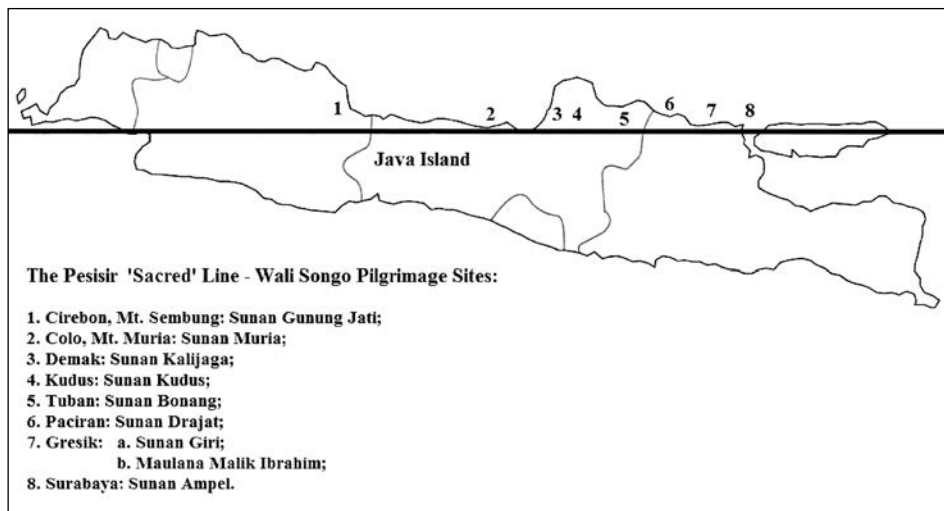 1 2 3 4 5 6 7 8
Java Island
The Pesisir 'Sacred' Line - Wali Songo Pilgrimage Sites:
1. Cirebon, Mt. Sembung: Sunan Gunung Jati;
2. Colo, Mt. Muria: Sunan Muria;
3. Demak: Sunan Kalijaga;
4. Kudus: Sunan Kudus;
5. Tuban: Sunan Bonang;
6. Paciran: Sunan Drajat;
7. Gresik: a. Sunan Giri;
b. Maulana Malik Ibrahim;
8. Surabaya: Sunan Ampel.